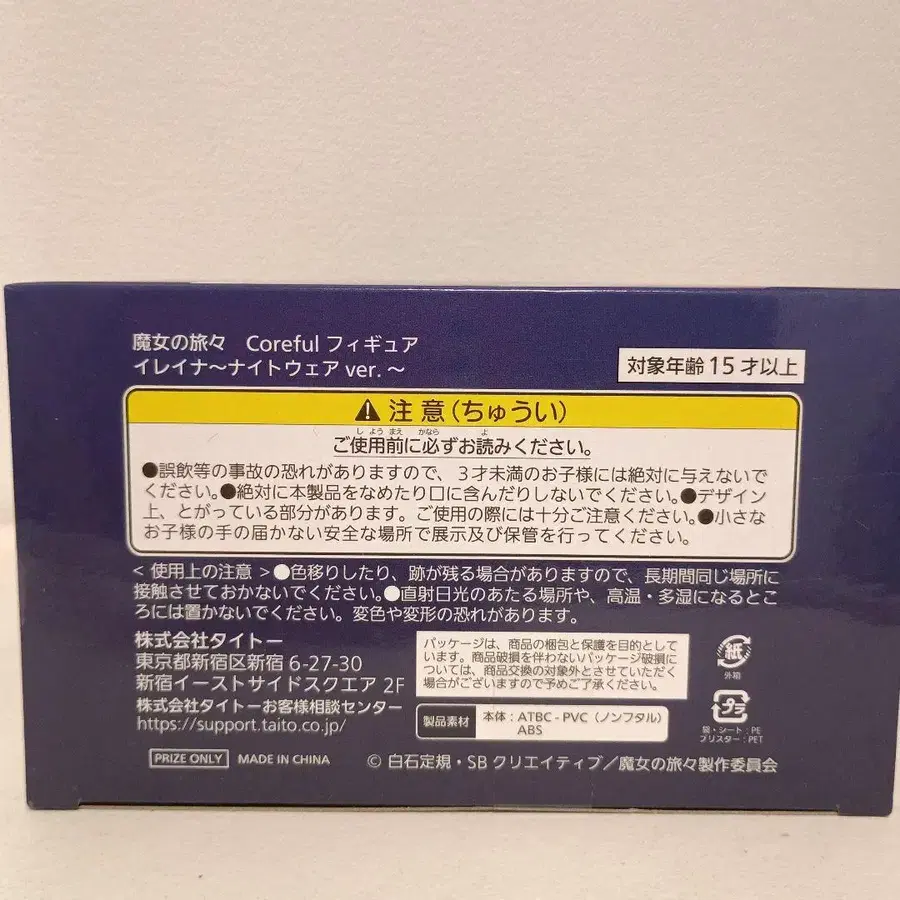 魔女の旅々 Coreful フィギュア
イレイナ～ナイトウェア ver.～
対象年齢 15 才以上
注意(ちゅうい)
ご使用前に必ずお読みください。
●誤飲等の事故の恐れがありますので、3才未満のお子様には絶対に与えないで
ください。●絶対に本製品をなめたり口に含んだりしないでください。●デザイン
上、とがっている部分があります。ご使用の際には十分ご注意ください。●小さな
お子様の手の届かない安全な場所で展示及び保管を行ってください。
< 使用上の注意 >●色移りしたり、跡が残る場合がありますので、長期間同じ場所に
接触させておかないでください。●直射日光のあたる場所や、高温・多湿になるとこ
ろには置かないでください。変色や変形の恐れがあります。
株式会社タイトー
東京都新宿区新宿 6-27-30
新宿イーストサイドスクエア 2F
株式会社タイトーお客様相談センター
https://support.taito.co.jp/
パッケージは、商品の梱包と保護を目的として
います。商品破損を伴わないパッケージ破損に
ついては、商品交換の対象外とさせていただく
場合がございますので予めご了承ください。
製品素材
本体：ATBC-PVC（ノンフタル）
ABS
紙
外箱
プラ
袋・シート：PE
ブリスター：PET
PRIZE ONLY MADE IN CHINA
© 白石定規・SB クリエイティブ／魔女の旅々製作委員会